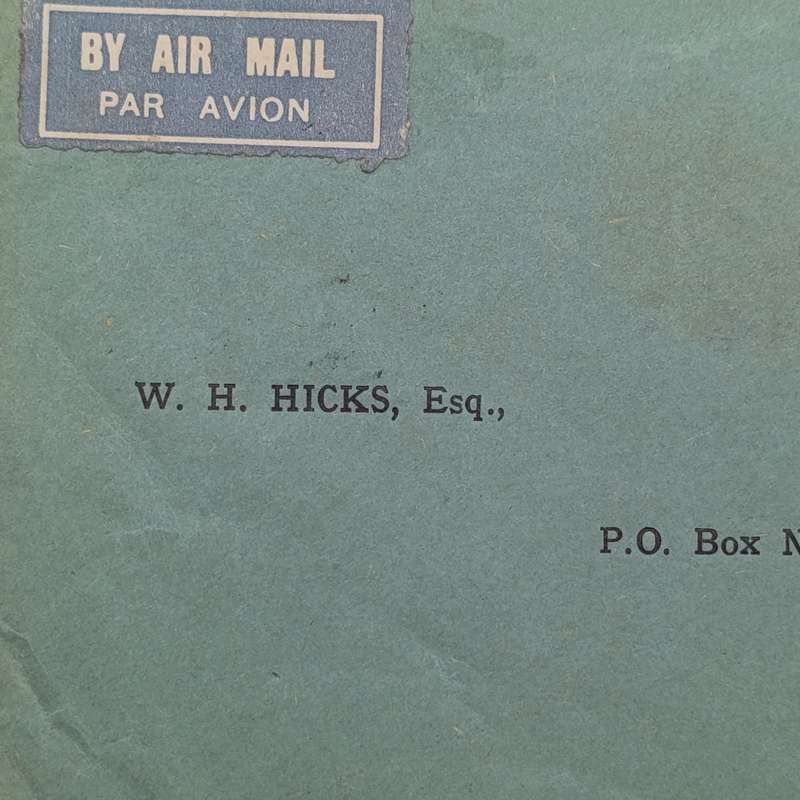 BY AIR MAIL
PAR AVION
W. H. HICKS, Esq.,
P.O. Box